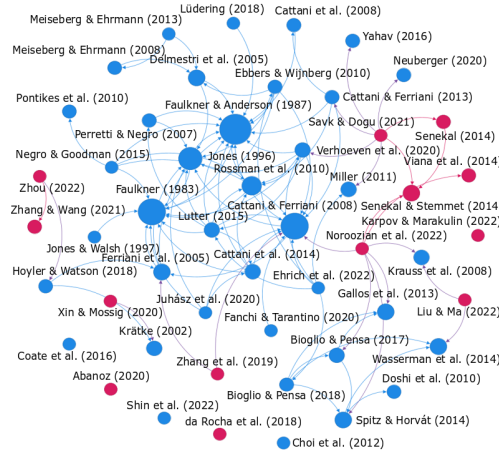 Lüdering (2018)
Meiseberg & Ehrmann (2013)
Cattani et al. (2008)
Yahav (2016)
Meiseberg & Ehrmann (2008)
Delmestri et al. (2005)
Ebbers & Wijnberg (2010)
Neuberger (2020)
Pontikes et al. (2010)
Faulkner & Anderson (1987)
Cattani & Ferriani (2013)
Savk & Dogu (2021)
Perretti & Negro (2007)
Senekal (2014)
Negro & Goodman (2015)
Jones (1996)
Verhoeven et al. (2020)
Rossman et al. (2010)
Viana et al. (2014)
Zhou (2022)
Faulkner (1983)
Miller (2011)
Zhang & Wang (2021)
Lutter (2015)
Cattani & Ferriani (2008)
Senekal & Stemmet (2014)
Karpov & Marakulin (2022)
Jones & Walsh (1997)
Noroozian et al. (2022)
Ferriani et al. (2005)
Cattani et al. (2014)
Hoyler & Watson (2018)
Krauss et al. (2008)
Ehrich et al. (2022)
Gallos et al. (2013)
Juhász et al. (2020)
Xin & Mossig (2020)
Liu & Ma (2022)
Fanchi & Tarantino (2020)
Krätke (2002)
Bioglio & Pensa (2017)
Coate et al. (2016)
Zhang et al. (2019)
Wasserman et al. (2014)
Abanoz (2020)
Doshi et al. (2010)
Bioglio & Pensa (2018)
Shin et al. (2022)
da Rocha et al. (2018)
Spitz & Horvát (2014)
Choi et al. (2012)